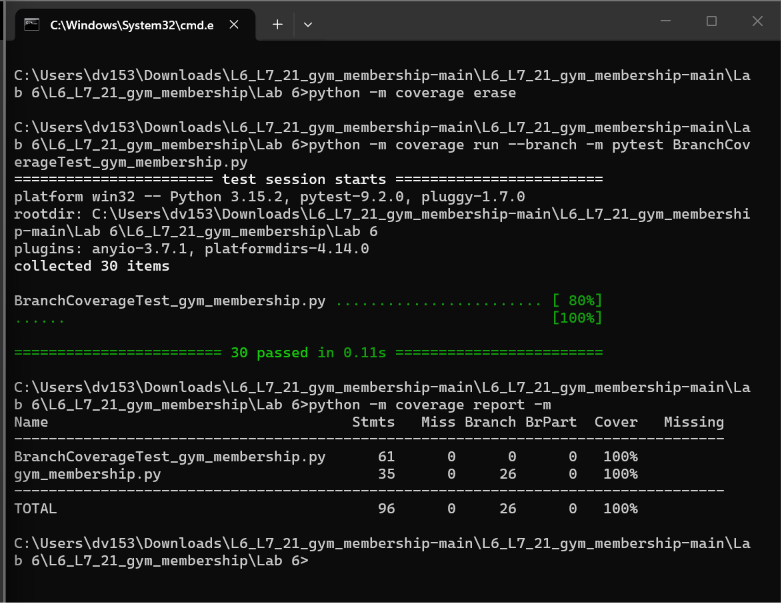 C:\Windows\System32\cmd.e
C:\Users\dv153\Downloads\L6_L7_21_gym_membership-main\L6_L7_21_gym_membership-main\La
b 6\L6_L7_21_gym_membership\Lab 6>python -m coverage erase
C:\Users\dv153\Downloads\L6_L7_21_gym_membership-main\L6_L7_21_gym_membership-main\La
b 6\L6_L7_21_gym_membership\Lab 6>python -m coverage run --branch -m pytest BranchCov
erageTest_gym_membership.py
======================= test session starts ========================
platform win32 -- Python 3.15.2, pytest-9.2.0, pluggy-1.7.0
rootdir: C:\Users\dv153\Downloads\L6_L7_21_gym_membership-main\L6_L7_21_gym_membershi
p-main\Lab 6\L6_L7_21_gym_membership\Lab 6
plugins: anyio-3.7.1, platformdirs-4.14.0
collected 30 items
BranchCoverageTest_gym_membership.py ........................ [ 80%]
...... [100%]
======================== 30 passed in 0.11s ========================
C:\Users\dv153\Downloads\L6_L7_21_gym_membership-main\L6_L7_21_gym_membership-main\La
b 6\L6_L7_21_gym_membership\Lab 6>python -m coverage report -m
Name Stmts Miss Branch BrPart Cover Missing
----------------------------------------------------------------------------------
BranchCoverageTest_gym_membership.py 61 0 0 0 100%
gym_membership.py 35 0 26 0 100%
----------------------------------------------------------------------------------
TOTAL 96 0 26 0 100%
C:\Users\dv153\Downloads\L6_L7_21_gym_membership-main\L6_L7_21_gym_membership-main\La
b 6\L6_L7_21_gym_membership\Lab 6>